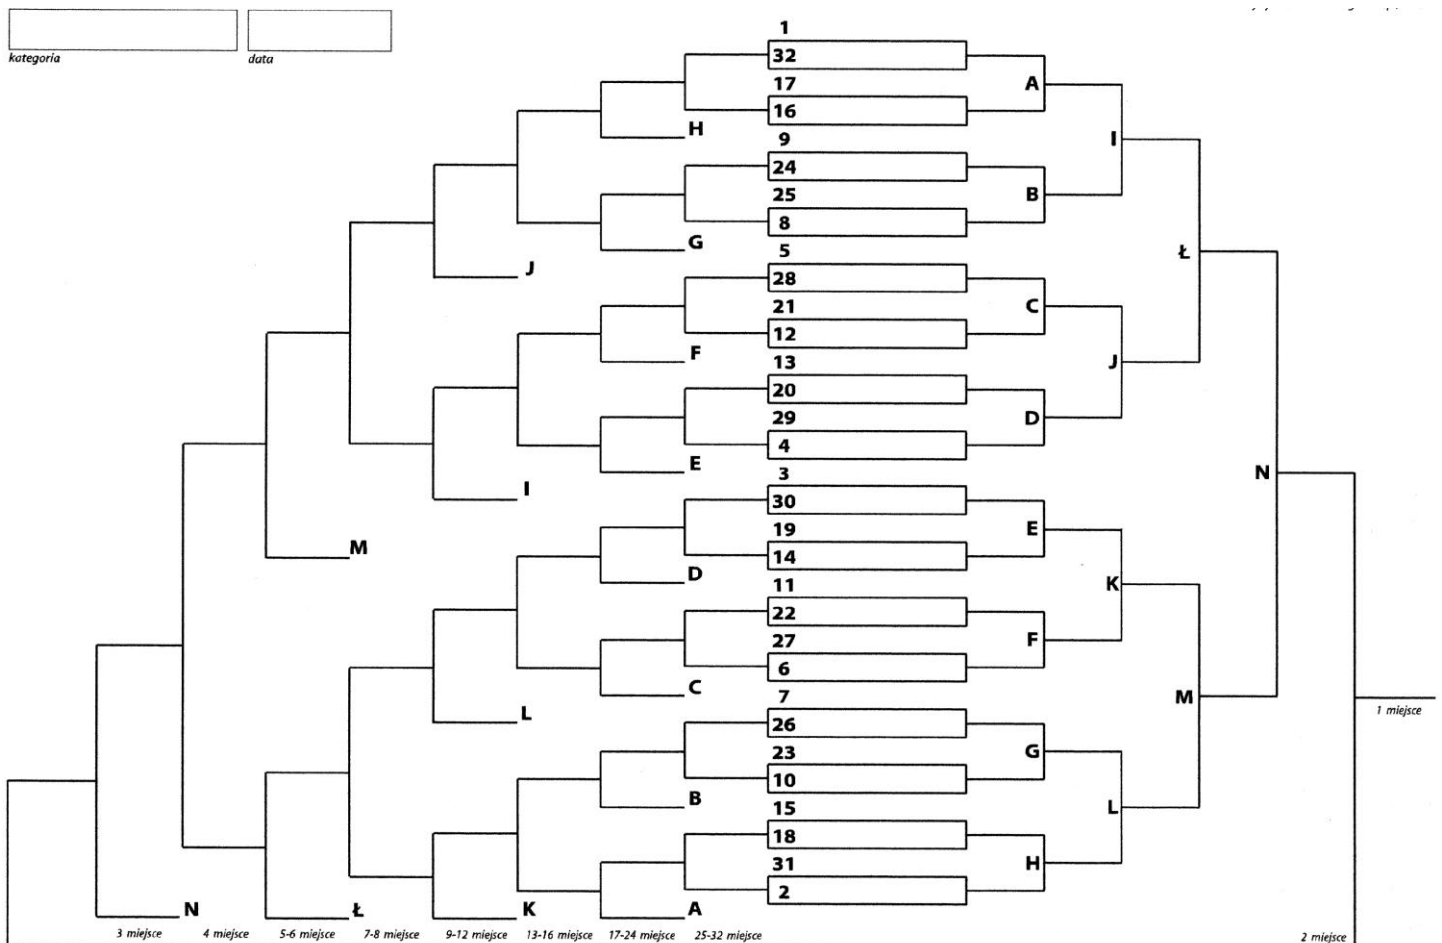 kategoria
data
1
32
A
17
16
H
I
9
24
B
25
8
G
5
Ł
J
28
C
21
12
F
J
13
20
D
29
4
E
N
3
I
30
E
19
M
14
D
K
11
22
F
27
6
C
M
7
1 miejsce
L
26
G
23
10
B
L
15
18
H
31
2
N
Ł
K
A
3 miejsce
4 miejsce
5-6 miejsce
7-8 miejsce
9-12 miejsce
13-16 miejsce
17-24 miejsce
25-32 miejsce
2 miejsce